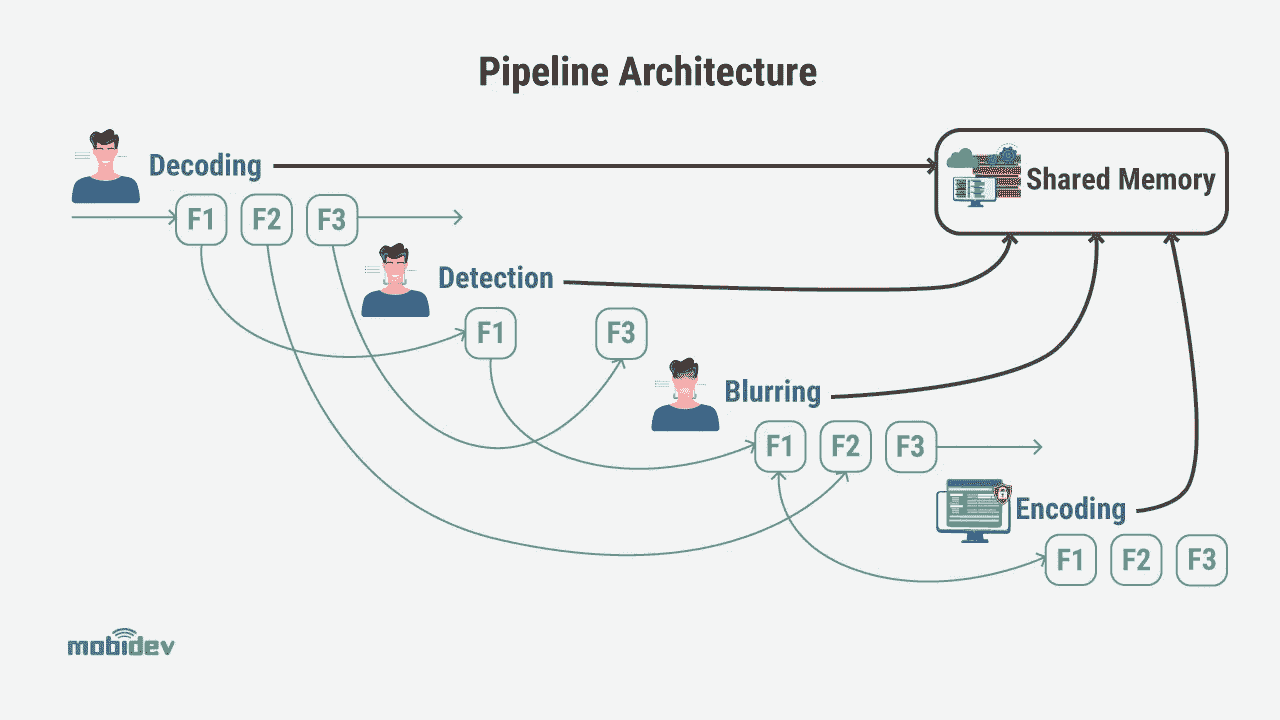 Pipeline Architecture
Decoding
Shared Memory
F1 F2 F3
Detection
F1 F3
Blurring
F1 F2 F3
Encoding
F1 F2 F3
mobidev